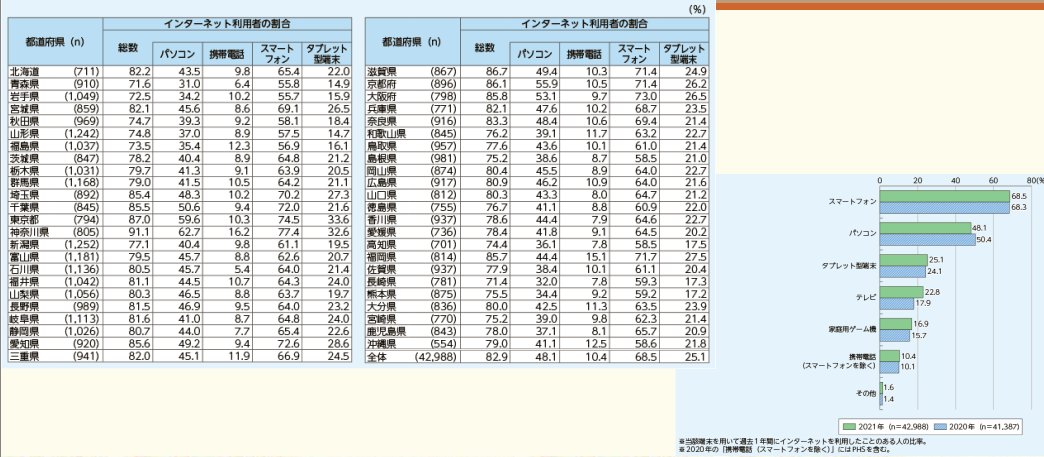 (%)
都道府県 (n) インターネット利用者の割合
総数 パソコン 携帯電話 スマートフォン タブレット型端末
北海道 (711) 82.2 43.5 9.8 65.4 22.0
青森県 (910) 71.6 31.0 6.4 55.8 14.9
岩手県 (1,049) 72.5 34.2 10.2 55.7 15.9
宮城県 (859) 82.1 45.6 8.6 69.1 26.5
秋田県 (969) 74.7 39.3 9.2 58.1 18.4
山形県 (1,242) 74.8 37.0 8.9 57.5 14.7
福島県 (1,037) 73.5 35.4 12.3 56.9 16.1
茨城県 (847) 78.2 40.4 8.9 64.8 21.2
栃木県 (1,031) 79.7 41.3 9.1 63.9 20.5
群馬県 (1,168) 79.0 41.5 10.5 64.2 21.1
埼玉県 (892) 85.4 48.3 10.2 70.2 27.3
千葉県 (845) 85.5 50.6 9.4 72.0 21.6
東京都 (794) 87.0 59.6 10.3 74.5 33.6
神奈川県 (805) 91.1 62.7 16.2 77.4 32.6
新潟県 (1,252) 77.1 40.4 9.8 61.1 19.5
富山県 (1,181) 79.5 45.7 8.8 62.6 20.7
石川県 (1,136) 80.5 45.7 5.4 64.0 21.4
福井県 (1,042) 81.1 44.5 10.7 64.3 24.0
山梨県 (1,056) 80.3 46.5 8.8 63.7 19.7
長野県 (989) 81.5 46.9 9.5 64.0 23.2
岐阜県 (1,113) 81.6 41.0 8.7 64.8 24.0
静岡県 (1,026) 80.7 44.0 7.7 65.4 22.6
愛知県 (920) 85.6 49.2 9.4 72.6 28.6
三重県 (941) 82.0 45.1 11.9 66.9 24.5
都道府県 (n) インターネット利用者の割合
総数 パソコン 携帯電話 スマートフォン タブレット型端末
滋賀県 (867) 86.7 49.4 10.3 71.4 24.9
京都府 (896) 86.1 55.9 10.5 71.4 26.2
大阪府 (798) 85.8 53.1 9.7 73.0 26.5
兵庫県 (771) 82.1 47.6 10.2 68.7 23.5
奈良県 (916) 83.3 48.4 10.6 69.4 21.4
和歌山県 (845) 76.2 39.1 11.7 63.2 22.7
鳥取県 (957) 77.6 43.6 10.1 61.0 21.4
島根県 (981) 75.2 38.6 8.7 58.5 21.0
岡山県 (874) 80.4 45.5 8.9 64.0 22.7
広島県 (917) 80.9 46.2 10.9 64.0 21.6
山口県 (812) 80.3 43.3 8.0 64.7 21.2
徳島県 (755) 76.7 41.1 8.8 60.9 22.0
香川県 (937) 78.6 44.4 7.9 64.6 22.7
愛媛県 (736) 78.4 41.8 9.1 64.5 20.2
高知県 (701) 74.4 36.1 7.8 58.5 17.5
福岡県 (814) 85.7 44.4 15.1 71.7 27.5
佐賀県 (937) 77.9 38.4 10.1 61.1 20.4
長崎県 (781) 71.4 32.0 7.8 59.3 17.3
熊本県 (875) 75.5 34.4 9.2 59.2 17.2
大分県 (836) 80.0 42.5 11.3 63.5 23.9
宮崎県 (770) 75.2 39.0 9.8 62.3 21.4
鹿児島県 (843) 78.0 37.1 8.1 65.7 20.9
沖縄県 (554) 79.0 41.1 12.5 58.6 21.8
全体 (42,988) 82.9 48.1 10.4 68.5 25.1
0 20 40 60 80(%
スマートフォン 68.5
68.3
パソコン 48.1
50.4
タブレット型端末 25.1
24.1
テレビ 22.8
17.9
家庭用ゲーム機 16.9
15.7
携帯電話
(スマートフォンを除く) 10.4
10.1
その他 1.6
1.4
2021年 (n=42,988) 2020年 (n=41,387)
※当該端末を用いて過去1年間にインターネットを利用したことのある人の比率。
※2020年の「携帯電話(スマートフォンを除く)」にはPHSを含む。